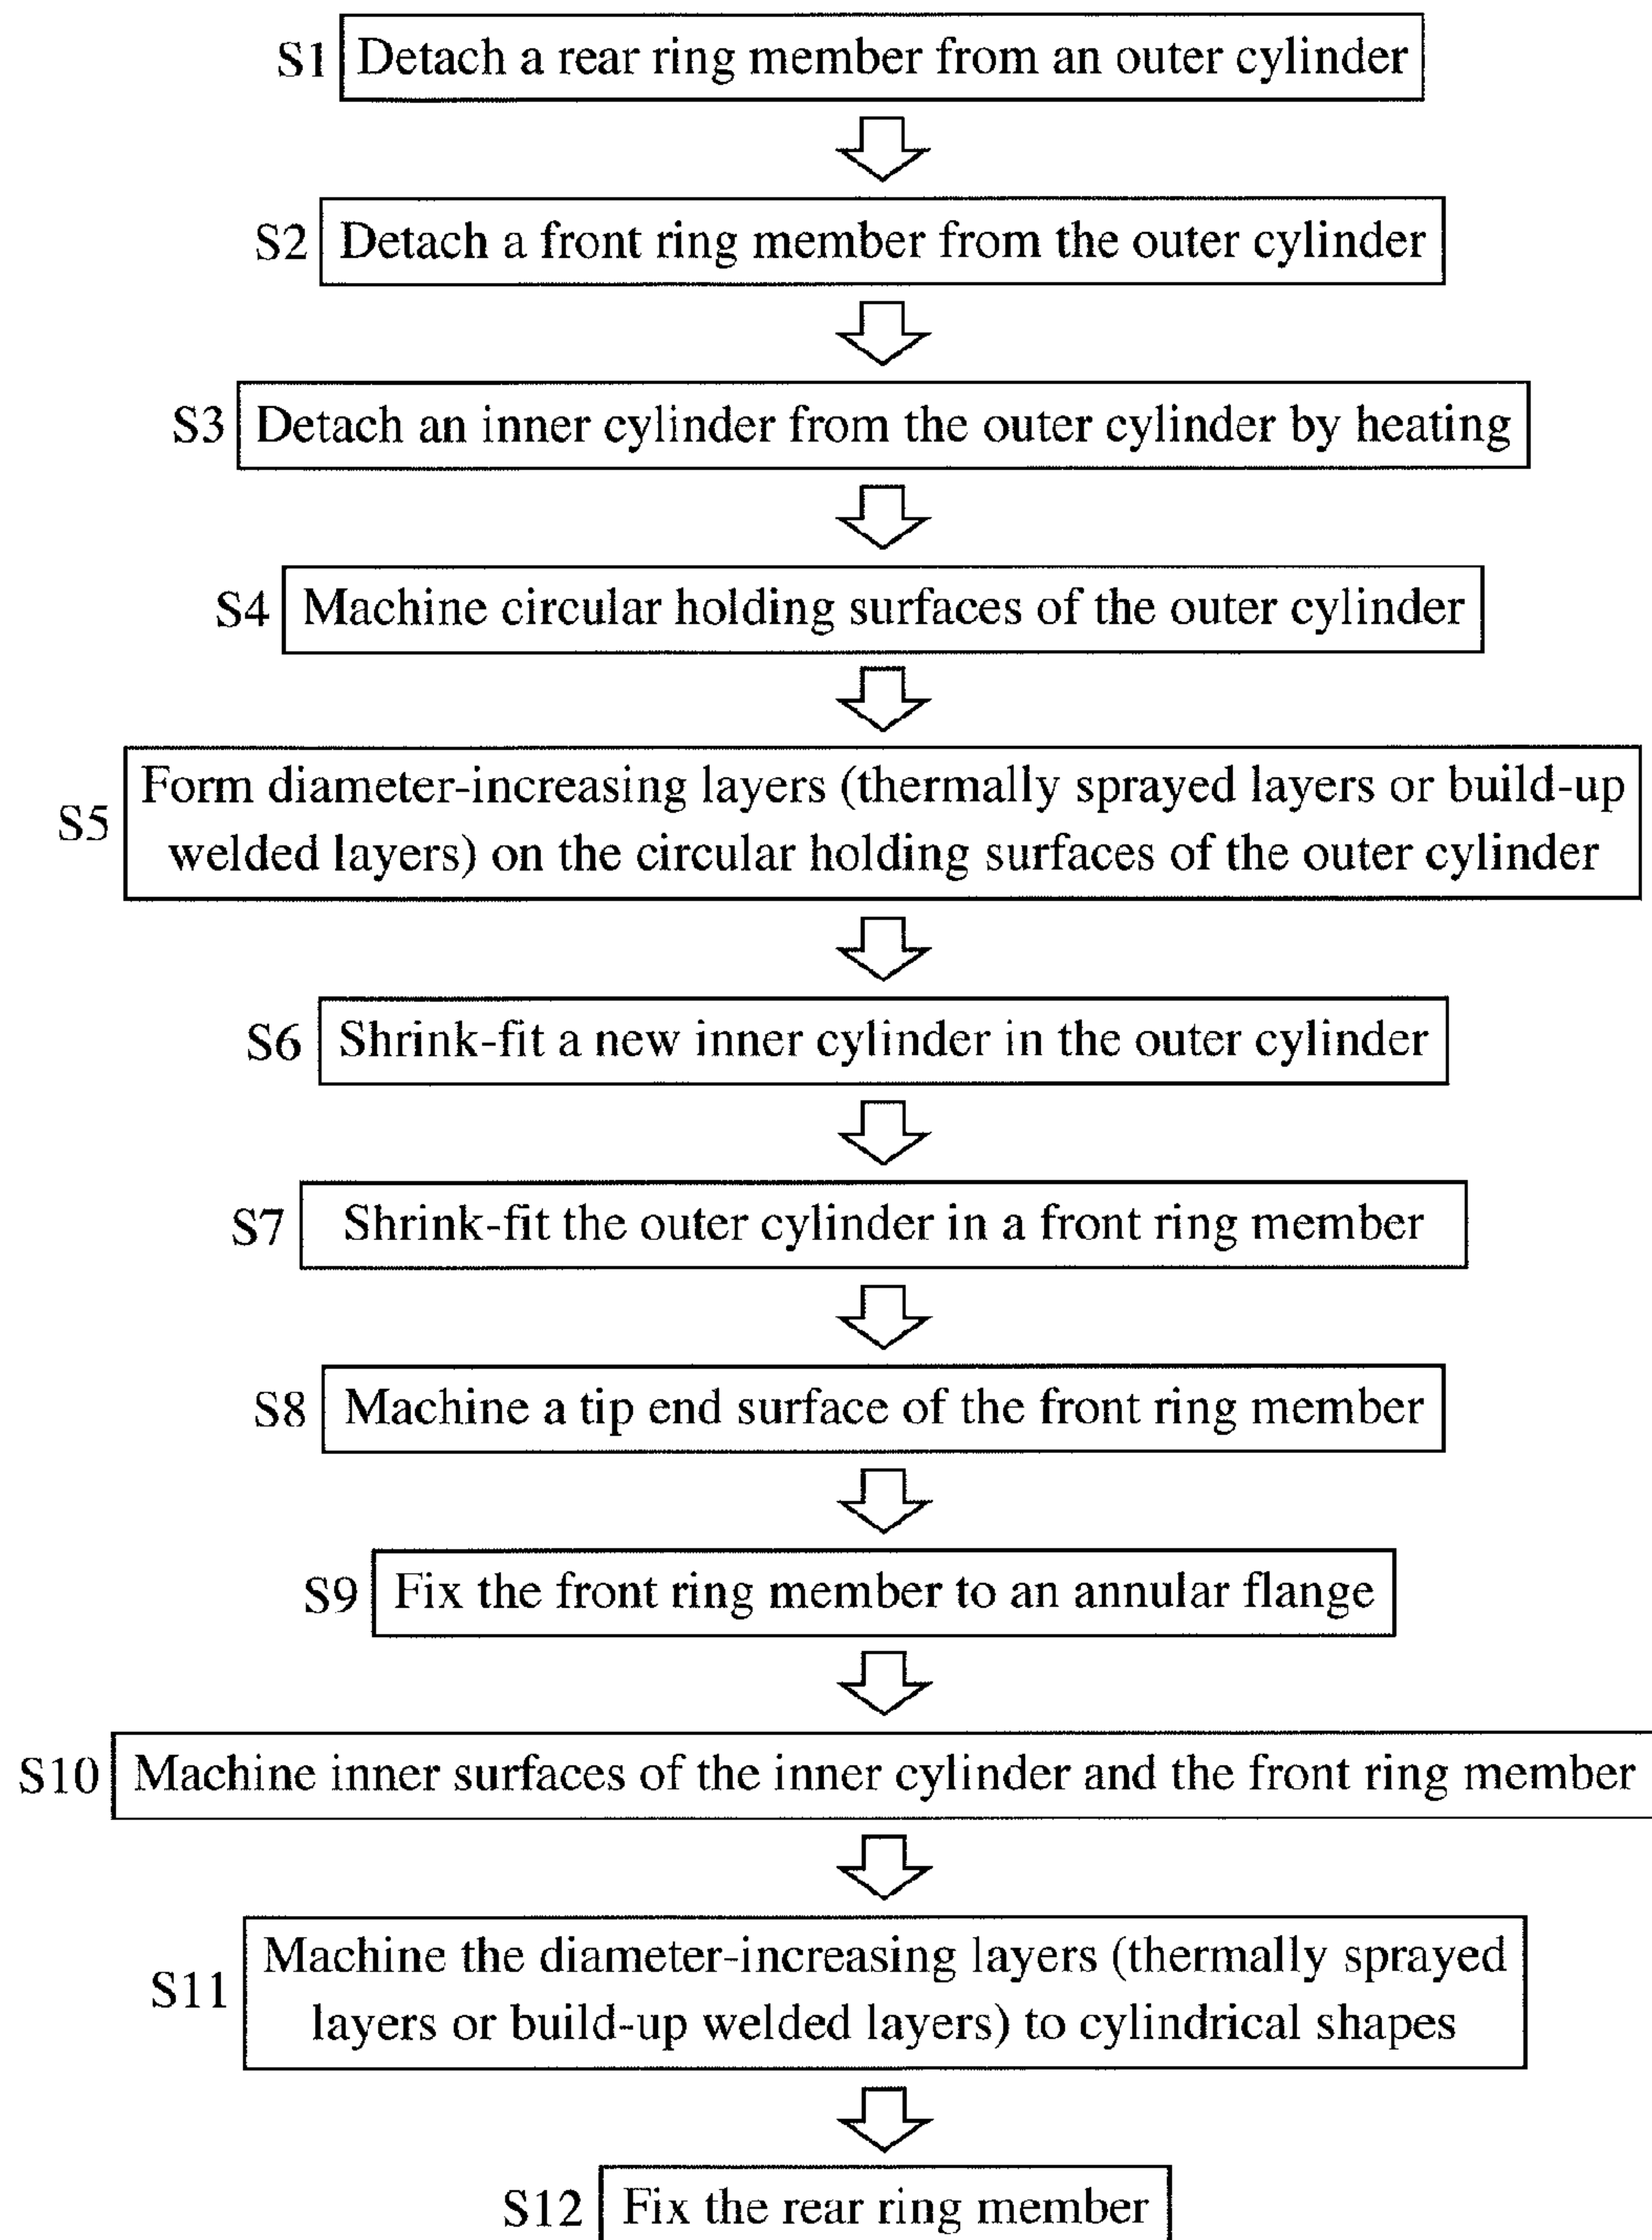 S1 Detach a rear ring member from an outer cylinder
S2 Detach a front ring member from the outer cylinder
S3 Detach an inner cylinder from the outer cylinder by heating
S4 Machine circular holding surfaces of the outer cylinder
S5 Form diameter-increasing layers (thermally sprayed layers or build-up
welded layers) on the circular holding surfaces of the outer cylinder
S6 Shrink-fit a new inner cylinder in the outer cylinder
S7 Shrink-fit the outer cylinder in a front ring member
S8 Machine a tip end surface of the front ring member
S9 Fix the front ring member to an annular flange
S10 Machine inner surfaces of the inner cylinder and the front ring member
S11 Machine the diameter-increasing layers (thermally sprayed
layers or build-up welded layers) to cylindrical shapes
S12 Fix the rear ring member